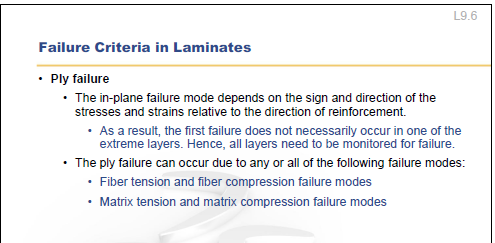 L9.6
Failure Criteria in Laminates
• Ply failure
• The in-plane failure mode depends on the sign and direction of the
stresses and strains relative to the direction of reinforcement.
• As a result, the first failure does not necessarily occur in one of the
extreme layers. Hence, all layers need to be monitored for failure.
• The ply failure can occur due to any or all of the following failure modes:
• Fiber tension and fiber compression failure modes
• Matrix tension and matrix compression failure modes